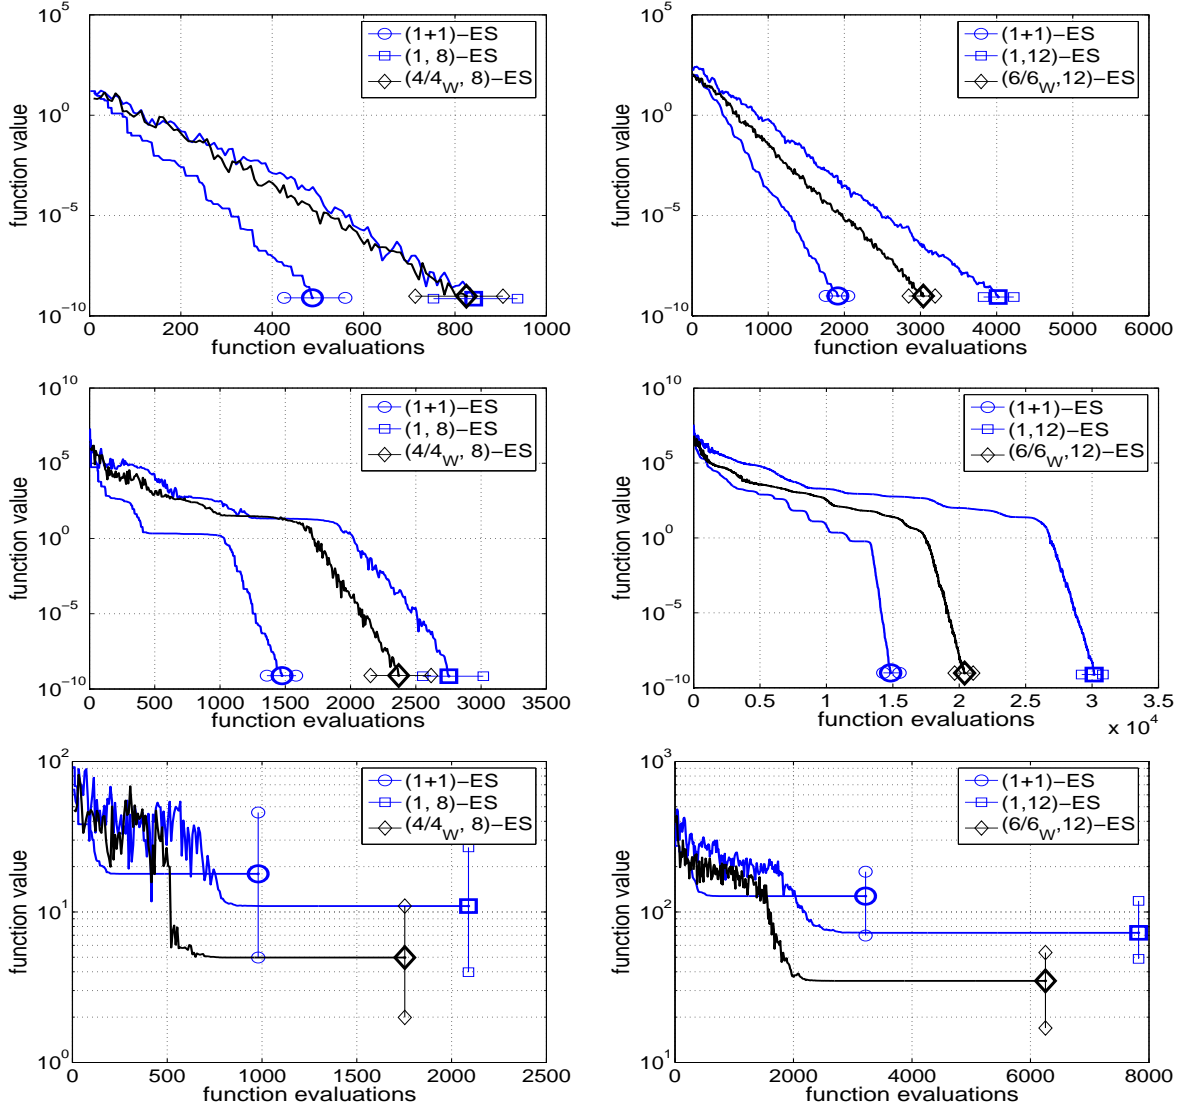 10^5
10^0
10^−5
10^−10
0
200
400
600
800
1000
function evaluations
function value
(1+1)−ES
(1, 8)−ES
(4/4_W, 8)−ES
10^5
10^0
10^−5
10^−10
0
1000
2000
3000
4000
5000
6000
function evaluations
function value
(1+1)−ES
(1,12)−ES
(6/6_W,12)−ES
10^10
10^5
10^0
10^−5
10^−10
0
500
1000
1500
2000
2500
3000
3500
function evaluations
function value
(1+1)−ES
(1, 8)−ES
(4/4_W, 8)−ES
10^10
10^5
10^0
10^−5
10^−10
0
0.5
1
1.5
2
2.5
3
3.5
x 10^4
function evaluations
function value
(1+1)−ES
(1,12)−ES
(6/6_W,12)−ES
10^2
10^1
10^0
0
500
1000
1500
2000
2500
function evaluations
function value
(1+1)−ES
(1, 8)−ES
(4/4_W, 8)−ES
10^3
10^2
10^1
0
2000
4000
6000
8000
function evaluations
function value
(1+1)−ES
(1,12)−ES
(6/6_W,12)−ES